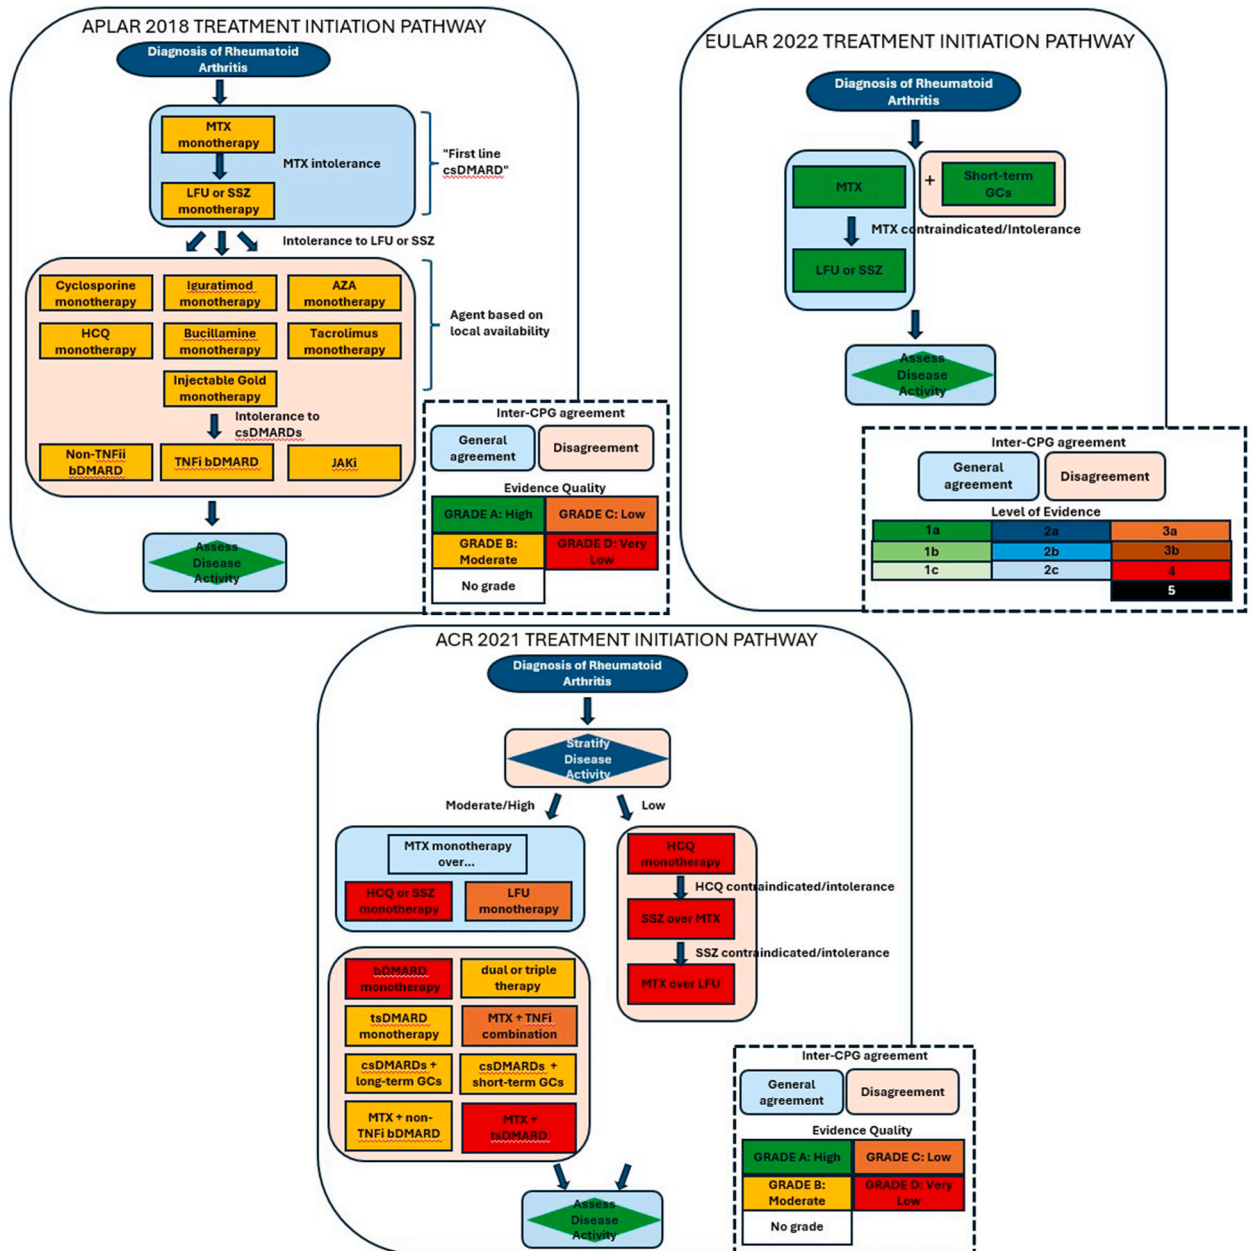 APLAR 2018 TREATMENT INTIATION PATHWAY
Diagnosis of Rheumatoid
Arthritis
MTX
monotherapy
MTX intolerance
LFU or SSZ
monotherapy
"First line
csDMARD"
Intolerance to LFU or SSZ
Cyclosporine
monotherapy
Iguratimod
monotherapy
AZA
monotherapy
HCQ
monotherapy
Bucillamine
monotherapy
Tacrolimus
monotherapy
Injectable Gold
monotherapy
Agent based on
local availability
Intolerance to
csDMARDs
Non-TNFii
bDMARD
TNFi bDMARD
JAKi
Assess
Disease
Activity
Inter-CPG agreement
General
agreement
Disagreement
Evidence Quality
GRADE A: High
GRADE C: Low
GRADE B:
Moderate
GRADE D: Very
Low
No grade
EULAR 2022 TREATMENT INITIATION PATHWAY
Diagnosis of Rheumatoid
Arthritis
MTX
+
Short-term
GCs
MTX contraindicated/Intolerance
LFU or SSZ
Assess
Disease
Activity
Inter-CPG agreement
General
agreement
Disagreement
Level of Evidence
1a
2a
3a
1b
2b
3b
1c
2c
4
5
ACR 2021 TREATMENT INITIATION PATHWAY
Diagnosis of Rheumatoid
Arthritis
Stratify
Disease
Activity
Moderate/High
Low
MTX monotherapy
over...
HCQ or SSZ
monotherapy
LFU
monotherapy
HCQ
monotherapy
HCQ contraindicated/intolerance
SSZ over MTX
SSZ contraindicated/intolerance
MTX over LFU
bDMARD
monotherapy
dual or triple
therapy
tsDMARD
monotherapy
MTX + TNFi
combination
csDMARDs +
long-term GCs
csDMARDs +
short-term GCs
MTX + non-
TNFi bDMARD
MTX +
tsDMARD
Assess
Disease
Activity
Inter-CPG agreement
General
agreement
Disagreement
Evidence Quality
GRADE A: High
GRADE C: Low
GRADE B:
Moderate
GRADE D: Very
Low
No grade